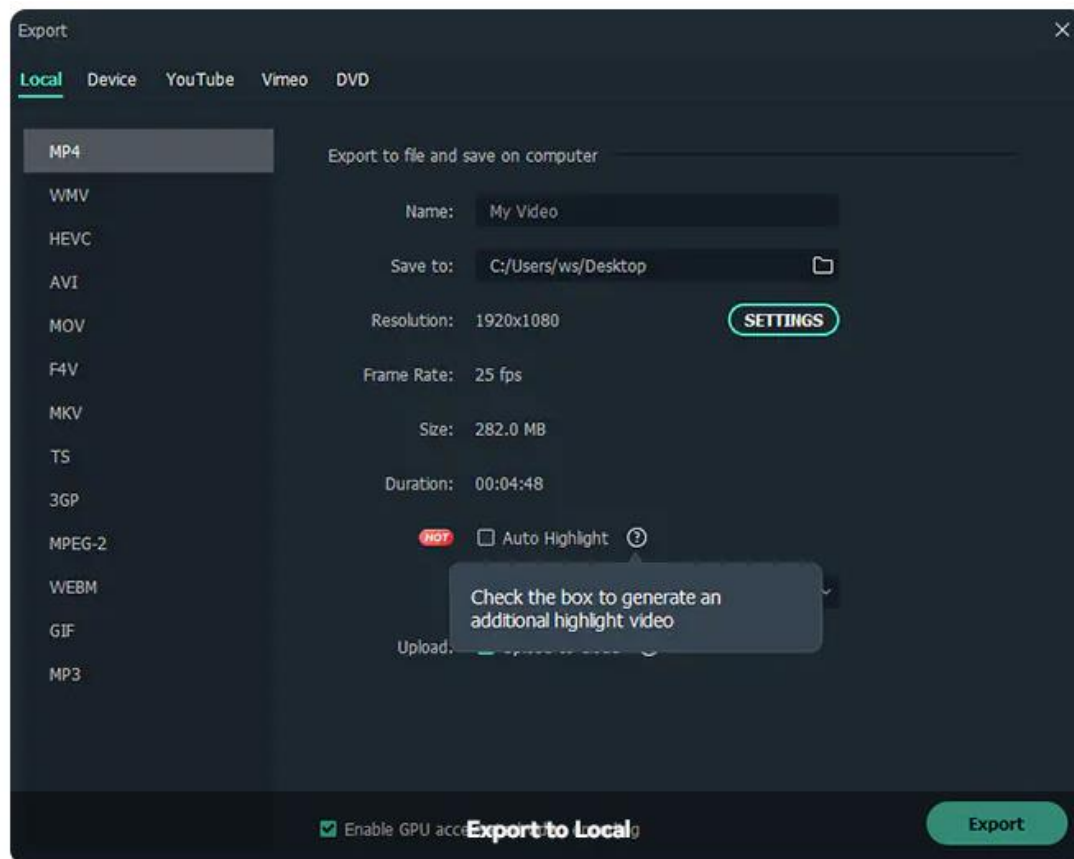 Export
Local Device YouTube Vimeo DVD
MP4
WMV
HEVC
AVI
MOV
F4V
MKV
TS
3GP
MPEG-2
WEBM
GIF
MP3
Export to file and save on computer
Name: My Video
Save to: C:/Users/ws/Desktop
Resolution: 1920x1080 SETTINGS
Frame Rate: 25 fps
Size: 282.0 MB
Duration: 00:04:48
HOT Auto Highlight ?
Check the box to generate an
additional highlight video
Upload:
Enable GPU
Export to Local
Export